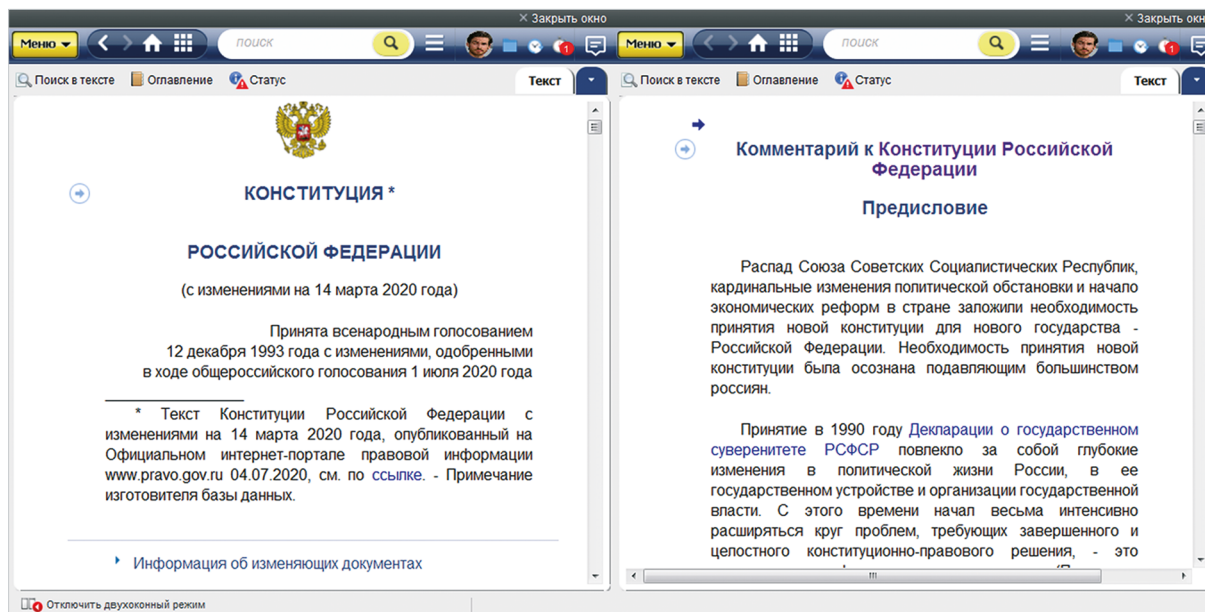 × Закрыть окно
Меню
поиск
1
Поиск в тексте Оглавление Статус
Текст
КОНСТИТУЦИЯ *
РОССИЙСКОЙ ФЕДЕРАЦИИ
(с изменениями на 14 марта 2020 года)
Принята всенародным голосованием
12 декабря 1993 года с изменениями, одобренными
в ходе общероссийского голосования 1 июля 2020 года
* Текст Конституции Российской Федерации с
изменениями на 14 марта 2020 года, опубликованный на
Официальном интернет-портале правовой информации
www.pravo.gov.ru 04.07.2020, см. по ссылке. - Примечание
изготовителя базы данных.
Информация об изменяющих документах
Отключить двухоконный режим
× Закрыть окн
Меню
поиск
1
Поиск в тексте Оглавление Статус
Текст
Комментарий к Конституции Российской
Федерации
Предисловие
Распад Союза Советских Социалистических Республик,
кардинальные изменения политической обстановки и начало
экономических реформ в стране заложили необходимость
принятия новой конституции для нового государства -
Российской Федерации. Необходимость принятия новой
конституции была осознана подавляющим большинством
россиян.
Принятие в 1990 году Декларации о государственном
суверенитете РСФСР повлекло за собой глубокие
изменения в политической жизни России, в ее
государственном устройстве и организации государственной
власти. С этого времени начал весьма интенсивно
расширяться круг проблем, требующих завершенного и
целостного конституционно-правового решения, - это